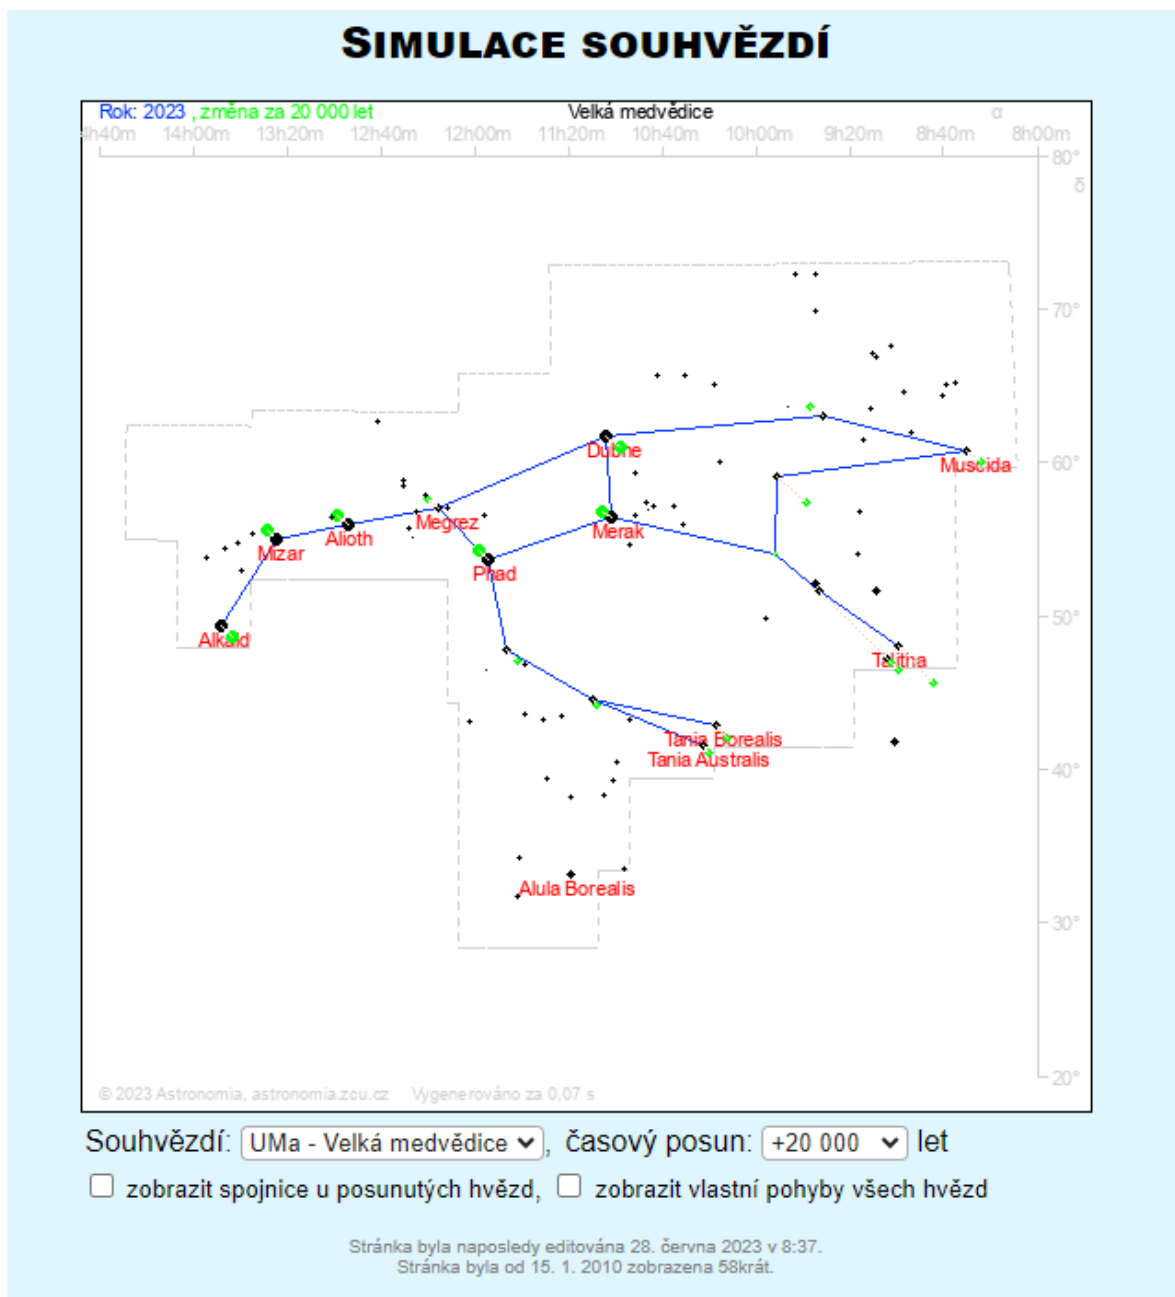 SIMULACE SOUHVĚZDÍ
Rok: 2023 , změna za 20 000 let Velká medvědice α
4h40m 14h00m 13h20m 12h40m 12h00m 11h20m 10h40m 10h00m 9h20m 8h40m 8h00m
80°
δ
70°
Dubhe
60°
Muscida
Megrez
Merak
Alioth
Mizar
Phad
50°
Alkaid
Talitha
Tania Borealis
Tania Australis
40°
Alula Borealis
30°
20°
© 2023 Astronomia, astronomia.zcu.cz Vygenerováno za 0,07 s
Souhvězdí: UMa - Velká medvědice, časový posun: +20 000 let
zobrazit spojnice u posunutých hvězd, zobrazit vlastní pohyby všech hvězd
Stránka byla naposledy editována 28. června 2023 v 8:37.
Stránka byla od 15. 1. 2010 zobrazena 58krát.